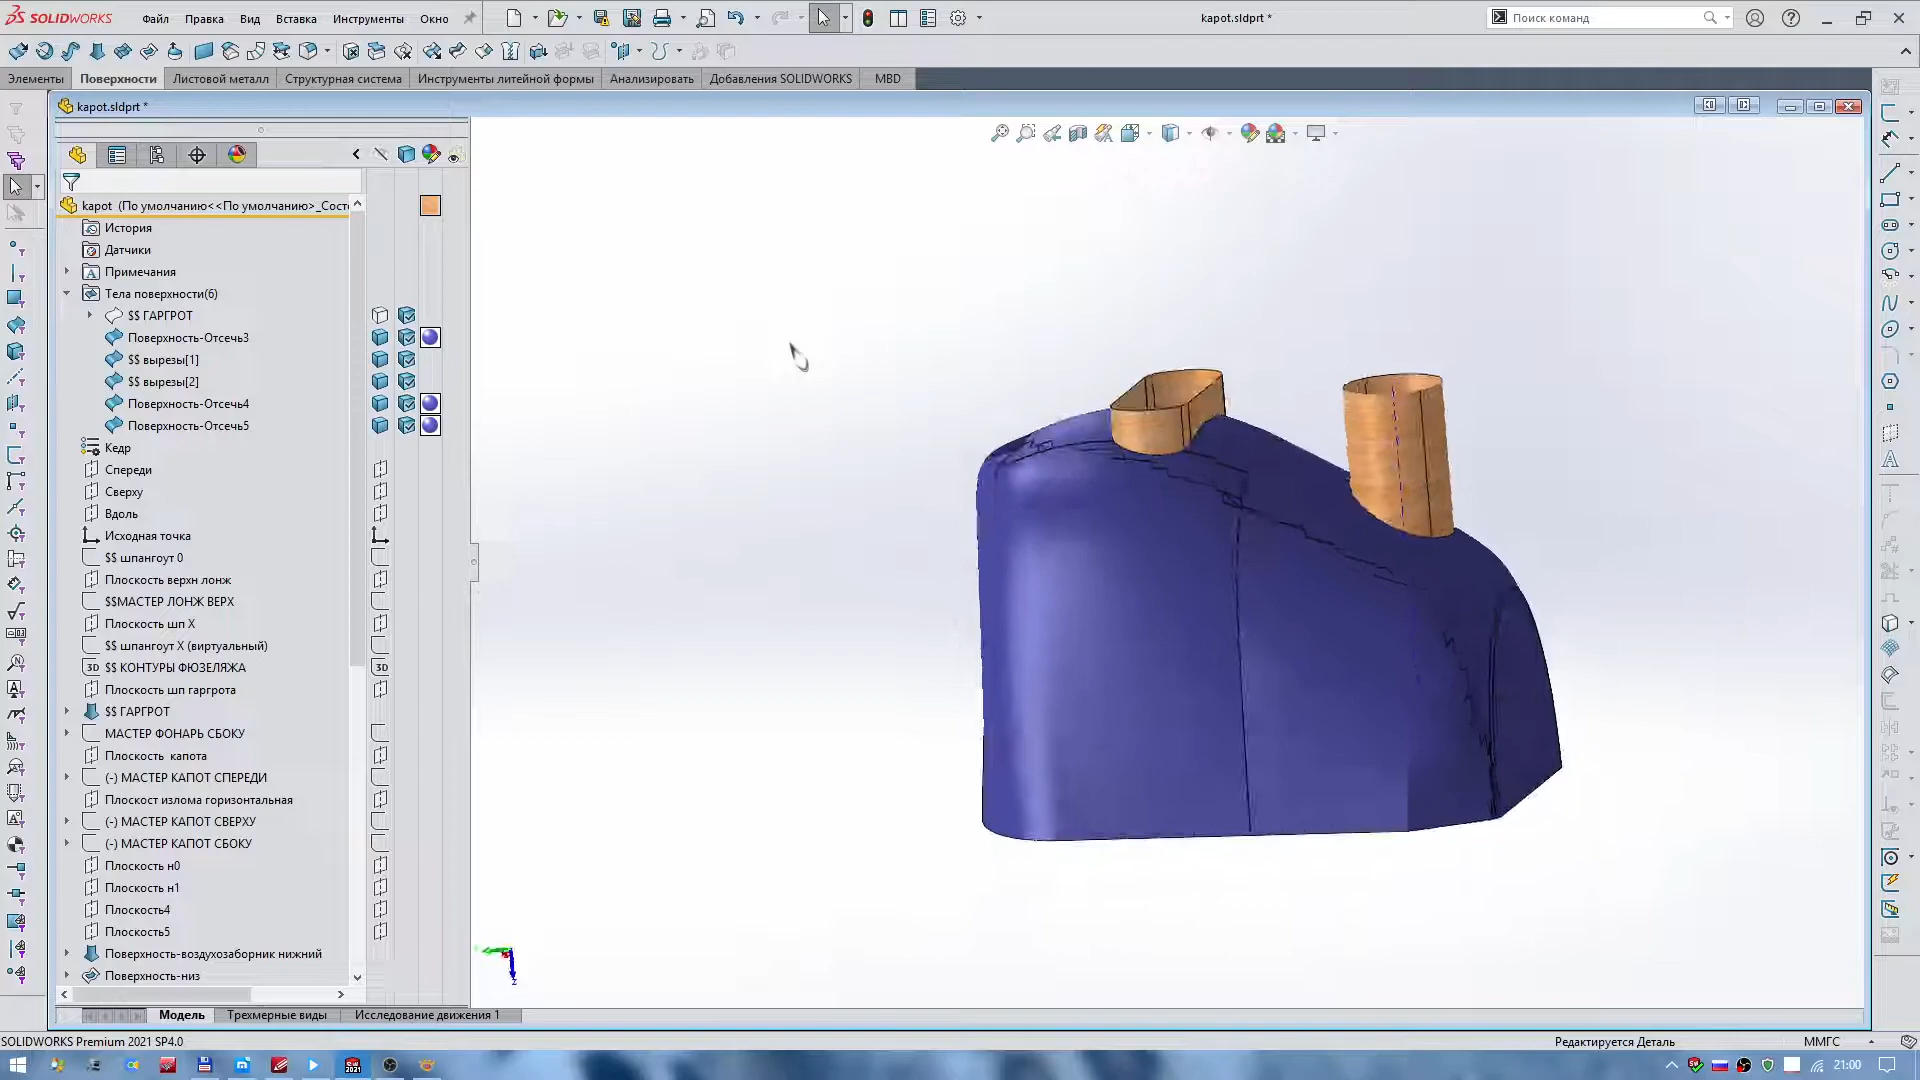 SOLIDWORKS
Файл Правка Вид Вставка Инструменты Окно
kapot.sldprt *
Поиск команд
Элементы Поверхности Листовой металл Структурная система Инструменты литейной формы Анализировать Добавления SOLIDWORKS MBD
kapot.sldprt *
kapot (По умолчанию<<По умолчанию>_Сост
История
Датчики
Примечания
Тела поверхности(6)
$$ ГАРГРОТ
Поверхность-Отсечь3
$$ вырезы[1]
$$ вырезы[2]
Поверхность-Отсечь4
Поверхность-Отсечь5
Кедр
Спереди
Сверху
Вдоль
Исходная точка
$$ шпангоут 0
Плоскость верхн лонж
$$МАСТЕР ЛОНЖ ВЕРХ
Плоскость шп X
$$ шпангоут X (виртуальный)
3D $$ КОНТУРЫ ФЮЗЕЛЯЖА 3D
Плоскость шп гаргрота
$$ ГАРГРОТ
МАСТЕР ФОНАРЬ СБОКУ
Плоскость  капота
(-) МАСТЕР КАПОТ СПЕРЕДИ
Плоскост излома горизонтальная
(-) МАСТЕР КАПОТ СВЕРХУ
(-) МАСТЕР КАПОТ СБОКУ
Плоскость н0
Плоскость н1
Плоскость4
Плоскость5
Поверхность-воздухозаборник нижний
Поверхность-низ
z
Модель Трехмерные виды Исследование движения 1
SOLIDWORKS Premium 2021 SP4.0
Редактируется Деталь ММГС
21:00